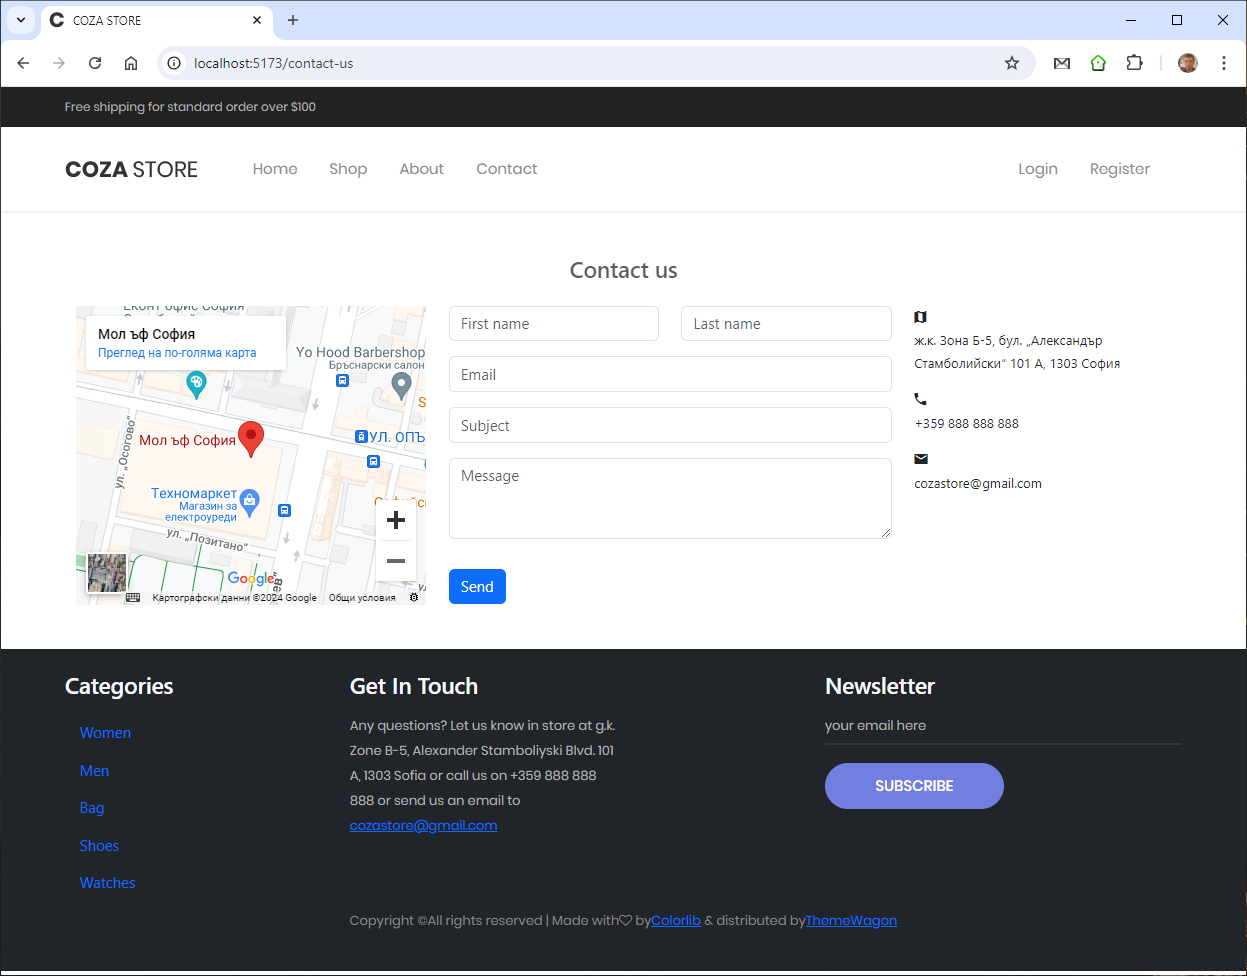 COZA STORE
localhost:5173/contact-us
Free shipping for standard order over $100
COZA STORE
Home
Shop
About
Contact
Login
Register
Contact us
Еконт офис София
Мол ъф София
Преглед на по-голяма карта
Yo Hood Barbershop
Бръснарски салон
УЛ. ОПЪ
Мол ъф София
ул. „Осогово“
Техномаркет
Магазин за
електроуреди
ул. „Позитано“
Google
Картографски данни ©2024 Google
Общи условия
First name
Last name
Email
Subject
Message
Send
ж.к. Зона Б-5, бул. „Александър
Стамболийски“ 101 А, 1303 София
+359 888 888 888
cozastore@gmail.com
Categories
Women
Men
Bag
Shoes
Watches
Get In Touch
Any questions? Let us know in store at g.k.
Zone B-5, Alexander Stamboliyski Blvd. 101
A, 1303 Sofia or call us on +359 888 888
888 or send us an email to
cozastore@gmail.com
Newsletter
your email here
SUBSCRIBE
Copyright ©All rights reserved | Made with♡ byColorlib & distributed byThemeWagon